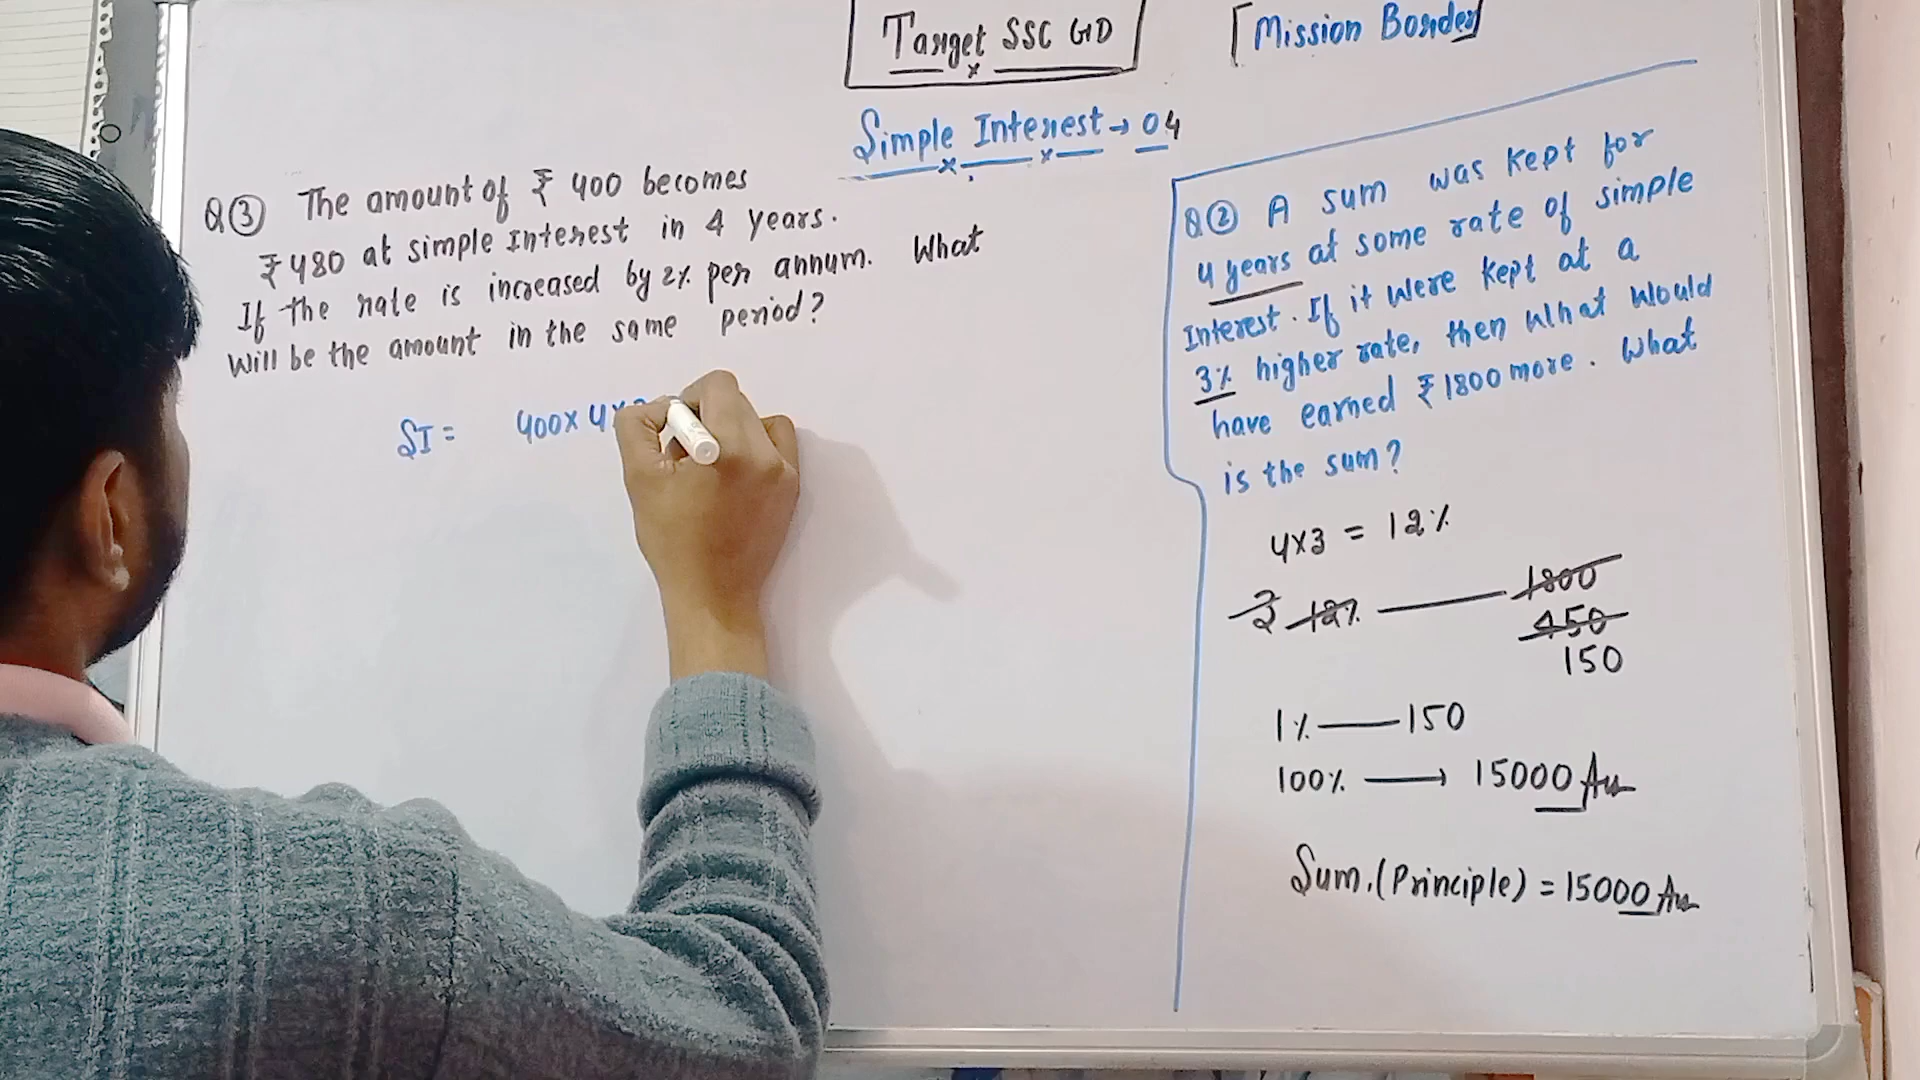 Target SSC GD
[Mission Border]
Simple Interest → 04
Q③ The amount of ₹ 400 becomes
₹480 at simple Interest in 4 years.
If the rate is increased by 2% per annum. What
Will be the amount in the same period?
SI = 400x 4x2
Q② A sum was kept for
4 years at some rate of simple
Interest. If it were kept at a
3% higher rate, then what would
have earned ₹1800 more. What
is the sum?
4x3 = 12%
12% — 1800
450
150
1% — 150
100% → 15000 Ans
Sum.(Principle) = 15000 Ans